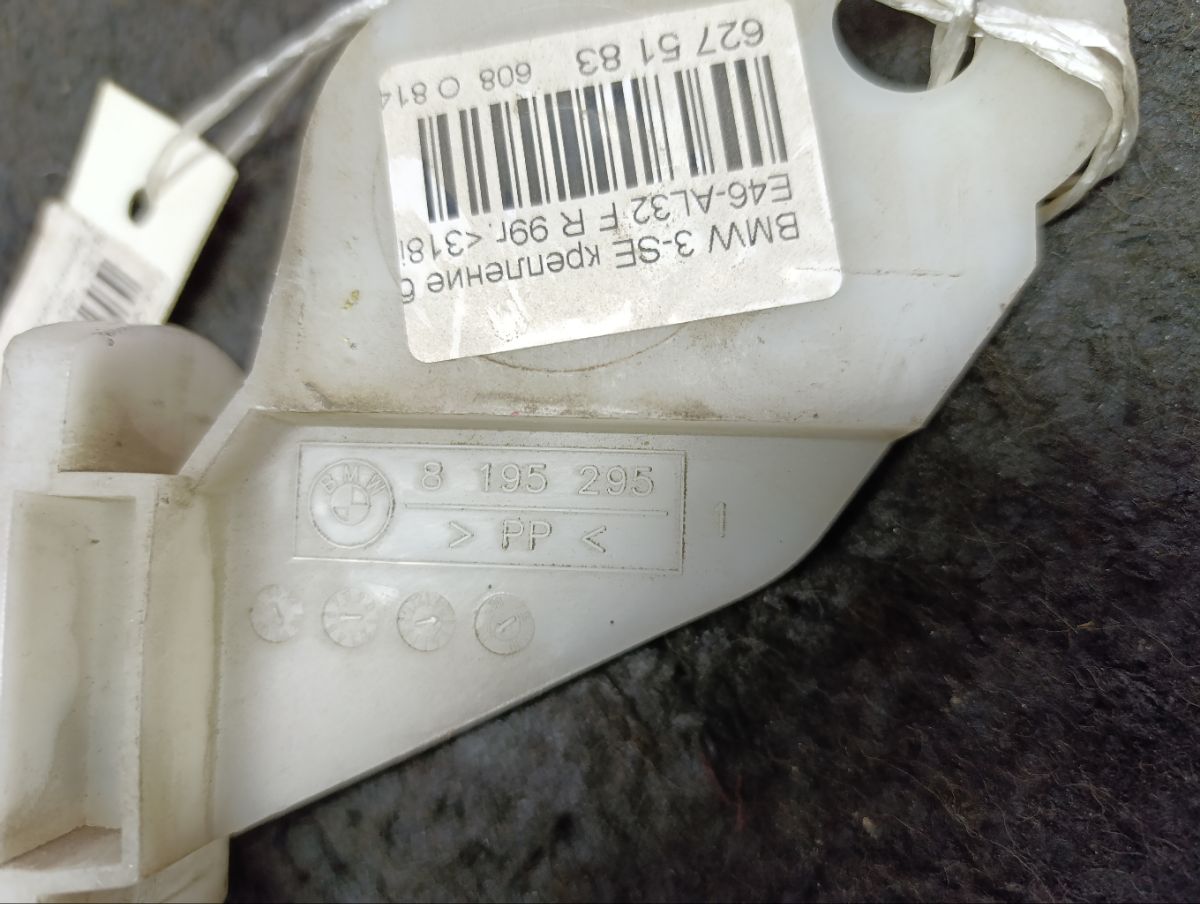 BMW 3-SE крепление б
E46-AL32 F R 99г. <318i
627 51 83
608 O 814
BMW
8 195 295
> PP <
1